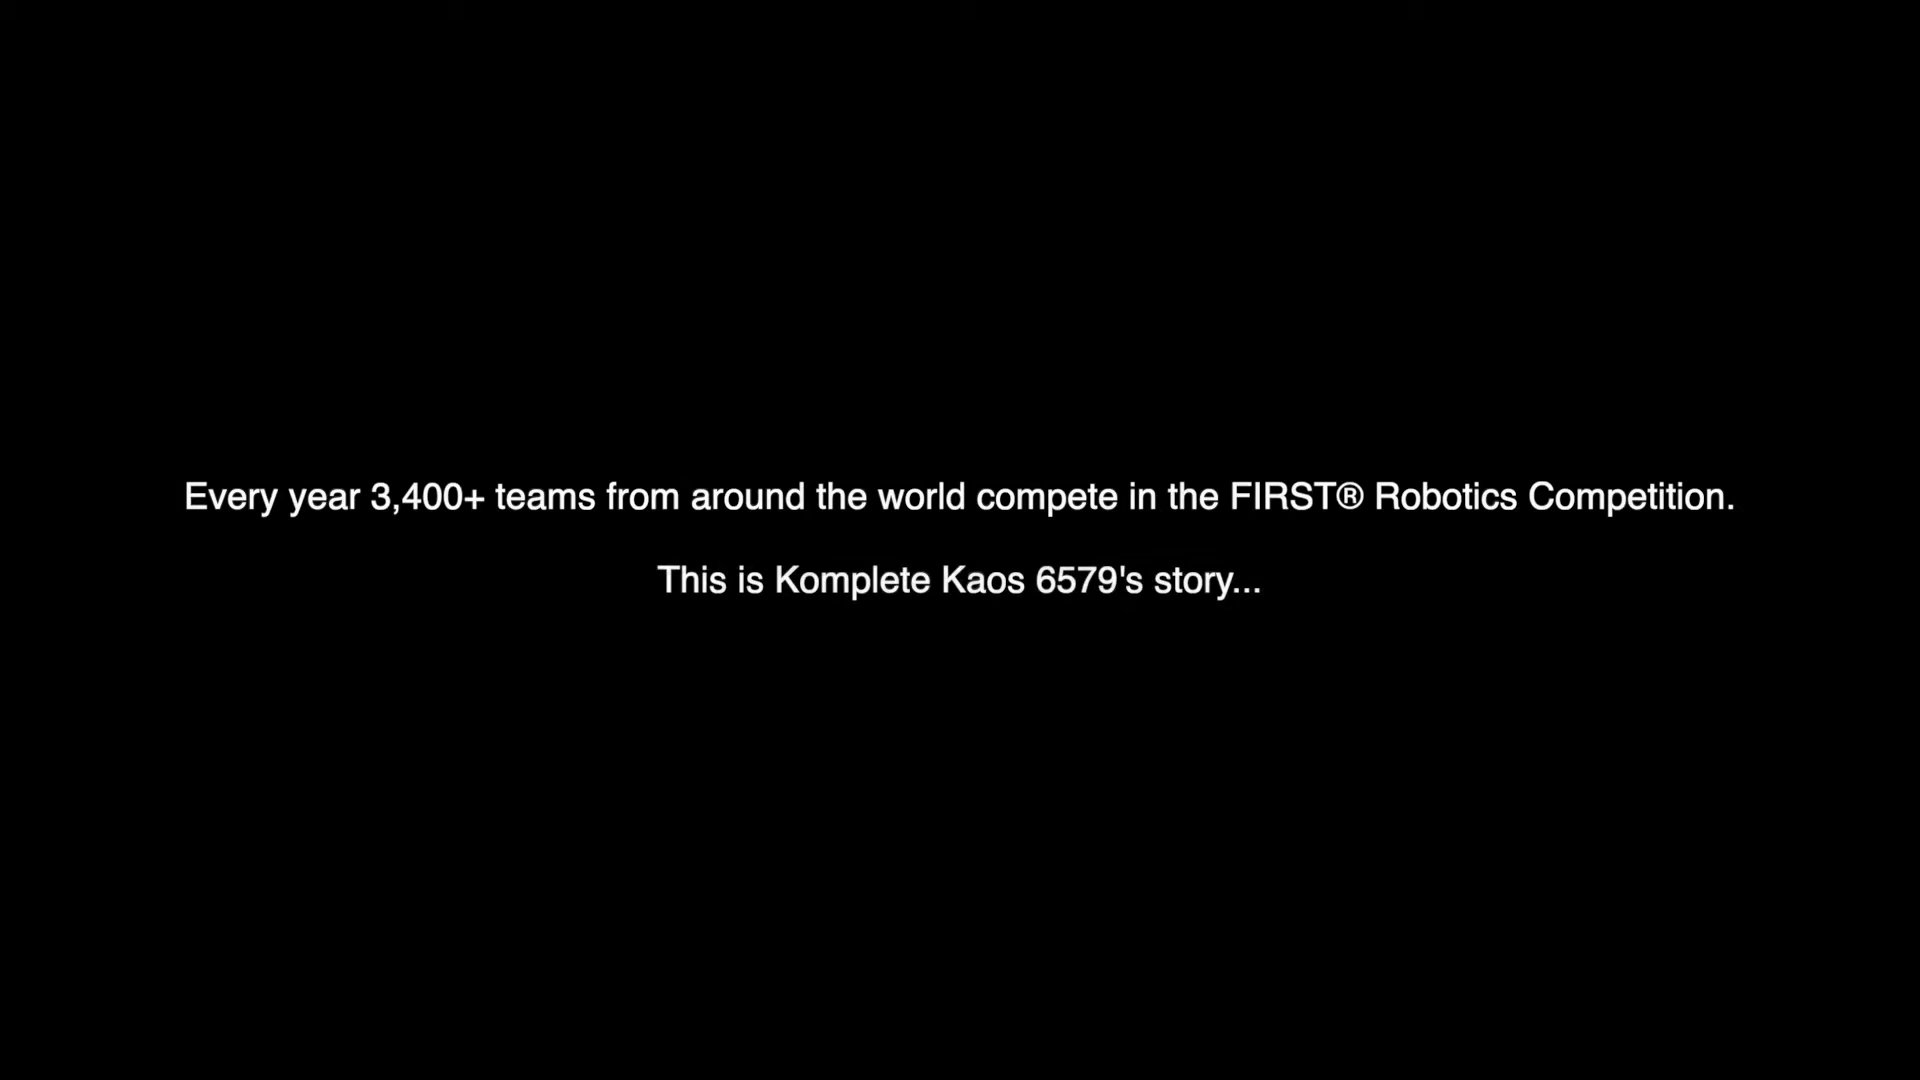 Every year 3,400+ teams from around the world compete in the FIRST® Robotics Competition.
This is Komplete Kaos 6579's story...